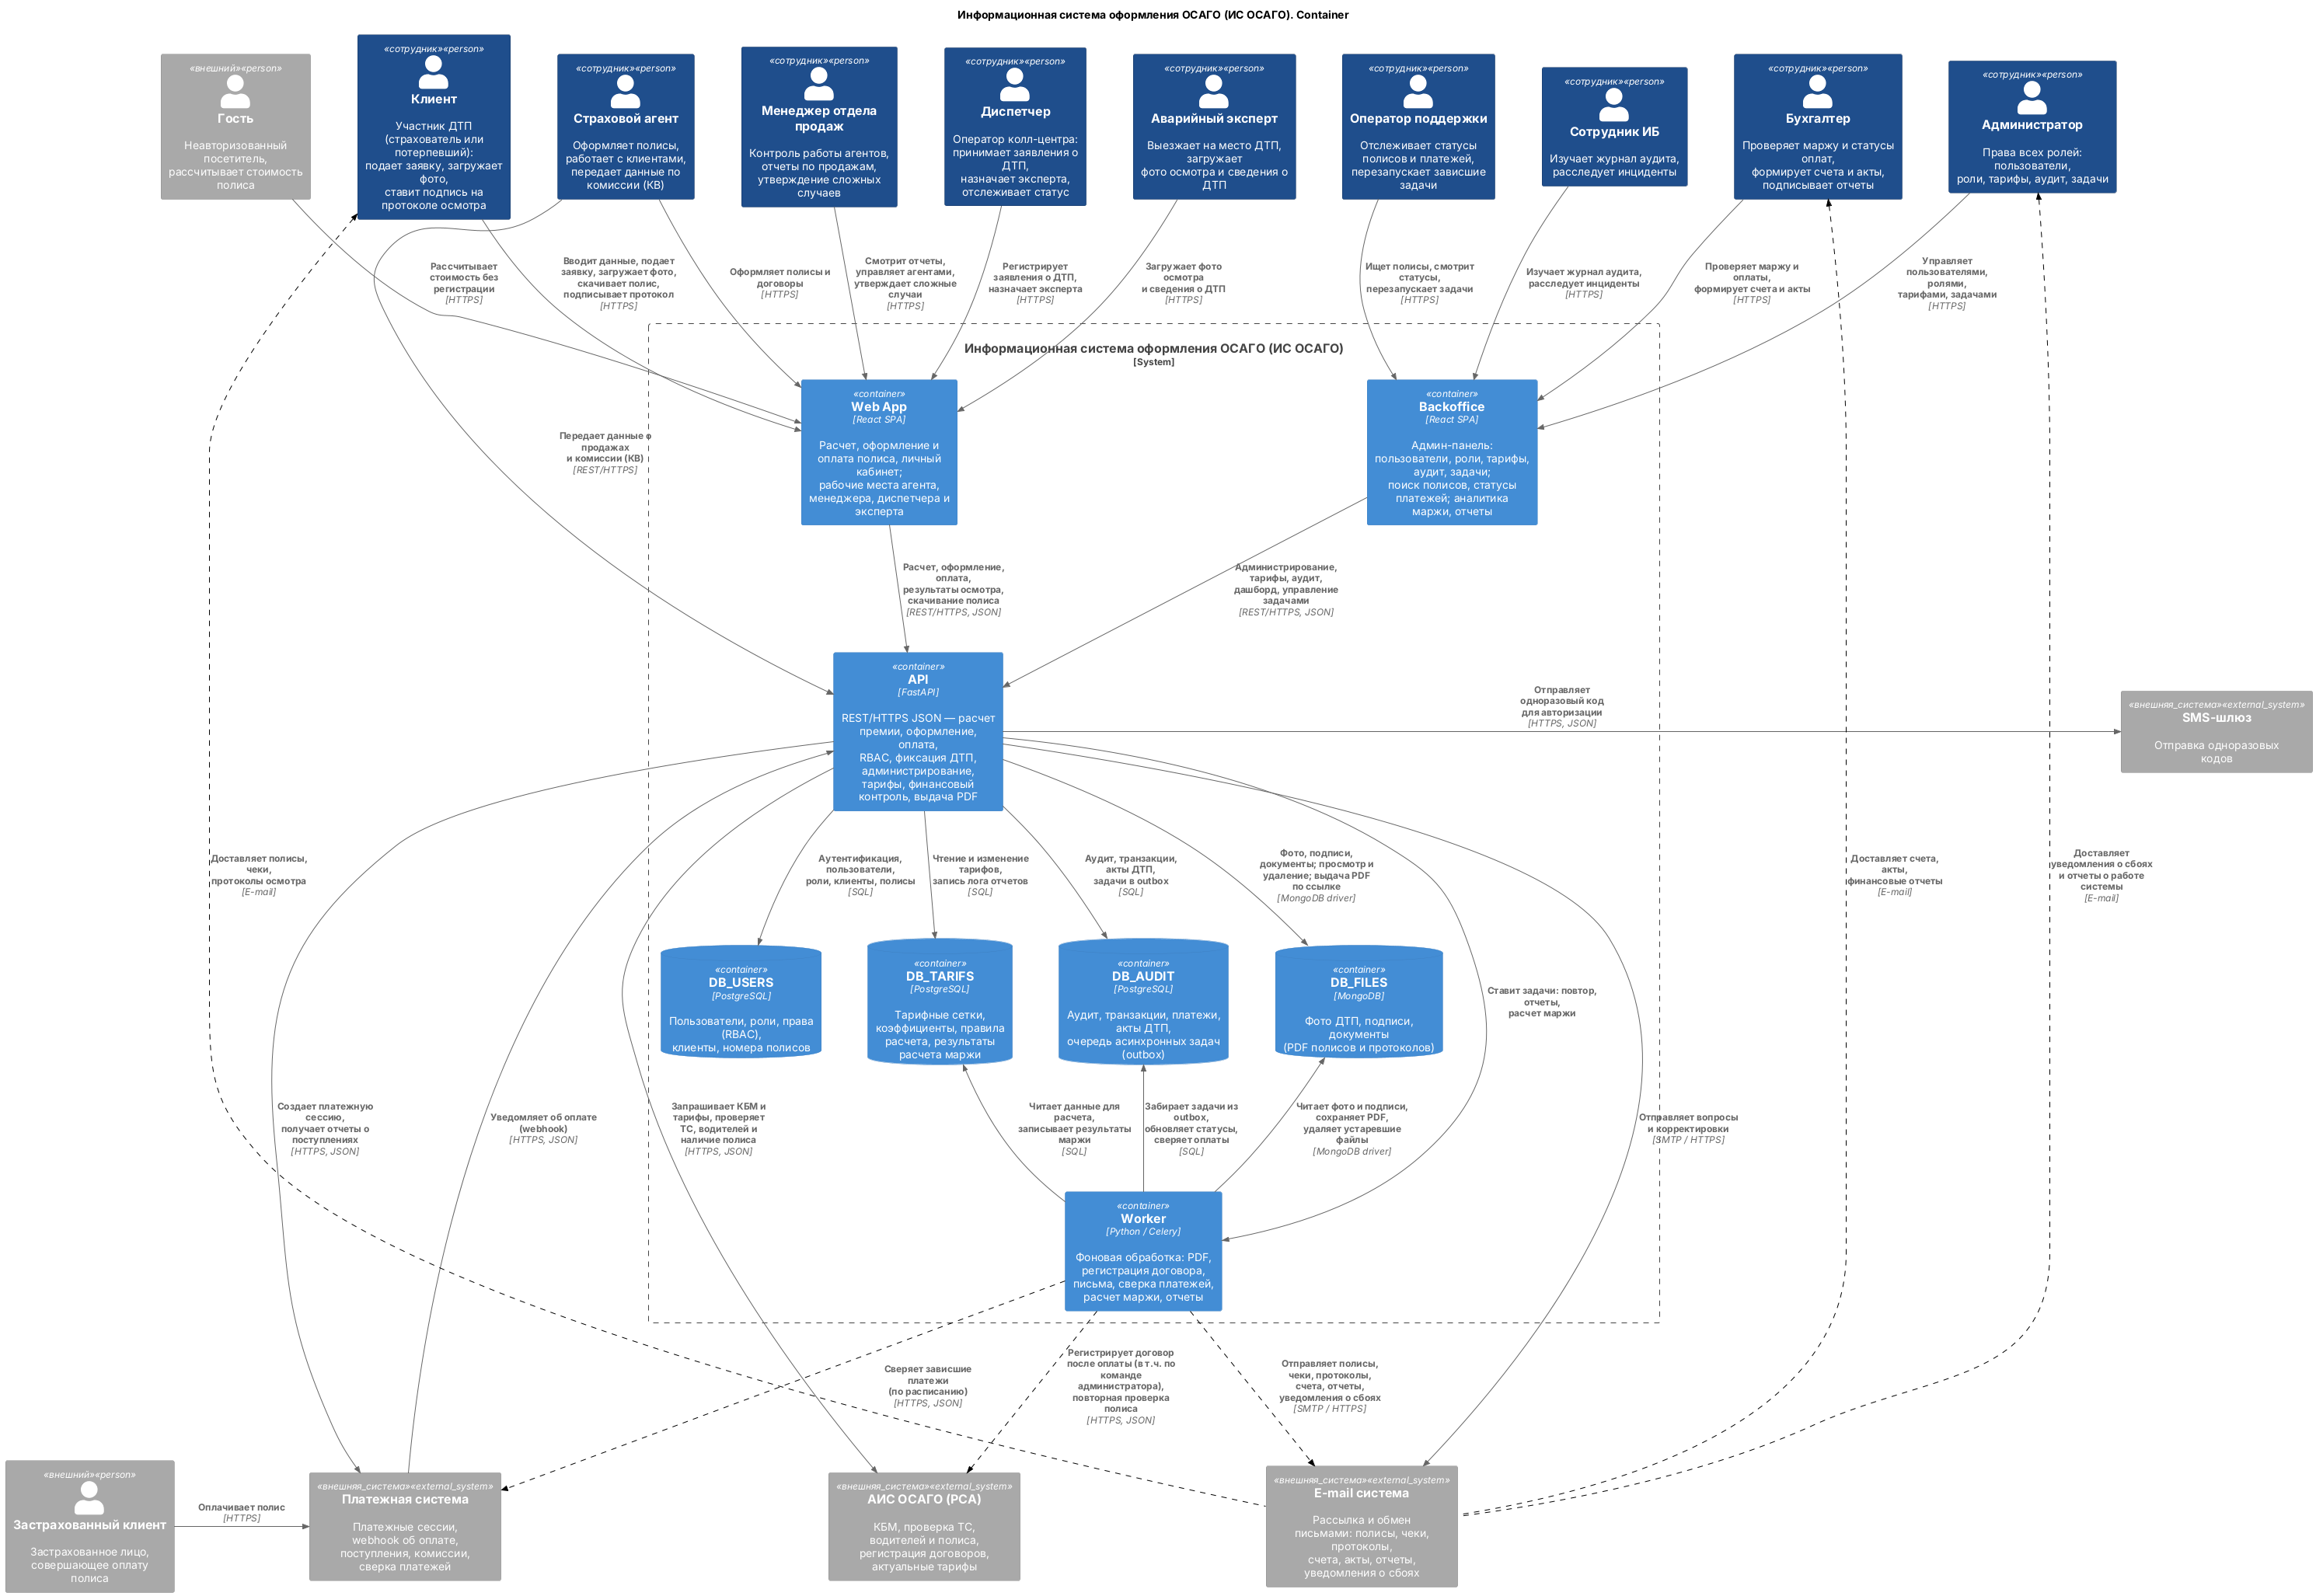 Информационная система оформления ОСАГО (ИС ОСАГО). Container
«внешний»«person»
Гость
Неавторизованный
посетитель,
рассчитывает стоимость
полиса
«сотрудник»«person»
Клиент
Участник ДТП
(страхователь или
потерпевший):
подает заявку, загружает
фото,
ставит подпись на
протоколе осмотра
«сотрудник»«person»
Страховой агент
Оформляет полисы,
работает с клиентами,
передает данные по
комиссии (КВ)
«сотрудник»«person»
Менеджер отдела
продаж
Контроль работы агентов,
отчеты по продажам,
утверждение сложных
случаев
«сотрудник»«person»
Диспетчер
Оператор колл-центра:
принимает заявления о
ДТП,
назначает эксперта,
отслеживает статус
«сотрудник»«person»
Аварийный эксперт
Выезжает на место ДТП,
загружает
фото осмотра и сведения о
ДТП
«сотрудник»«person»
Оператор поддержки
Отслеживает статусы
полисов и платежей,
перезапускает зависшие
задачи
«сотрудник»«person»
Сотрудник ИБ
Изучает журнал аудита,
расследует инциденты
«сотрудник»«person»
Бухгалтер
Проверяет маржу и статусы
оплат,
формирует счета и акты,
подписывает отчеты
«сотрудник»«person»
Администратор
Права всех ролей:
пользователи,
роли, тарифы, аудит, задачи
Рассчитывает
стоимость без
регистрации
[HTTPS]
Вводит данные, подает
заявку, загружает фото,
скачивает полис,
подписывает протокол
[HTTPS]
Оформляет полисы и
договоры
[HTTPS]
Смотрит отчеты,
управляет агентами,
утверждает сложные
случаи
[HTTPS]
Регистрирует
заявления о ДТП,
назначает эксперта
[HTTPS]
Загружает фото
осмотра
и сведения о ДТП
[HTTPS]
Ищет полисы, смотрит
статусы,
перезапускает задачи
[HTTPS]
Изучает журнал аудита,
расследует инциденты
[HTTPS]
Проверяет маржу и
оплаты,
формирует счета и акты
[HTTPS]
Управляет
пользователями,
ролями,
тарифами, задачами
[HTTPS]
Информационная система оформления ОСАГО (ИС ОСАГО)
[System]
«container»
Web App
[React SPA]
Расчет, оформление и
оплата полиса, личный
кабинет;
рабочие места агента,
менеджера, диспетчера и
эксперта
«container»
Backoffice
[React SPA]
Админ-панель:
пользователи, роли, тарифы,
аудит, задачи;
поиск полисов, статусы
платежей; аналитика
маржи, отчеты
Передает данные о
продажах
и комиссии (КВ)
[REST/HTTPS]
Расчет, оформление,
оплата,
результаты осмотра,
скачивание полиса
[REST/HTTPS, JSON]
Администрирование,
тарифы, аудит,
дашборд, управление
задачами
[REST/HTTPS, JSON]
«container»
API
[FastAPI]
REST/HTTPS JSON — расчет
премии, оформление,
оплата,
RBAC, фиксация ДТП,
администрирование,
тарифы, финансовый
контроль, выдача PDF
Отправляет
одноразовый код
для авторизации
[HTTPS, JSON]
«внешняя_система»«external_system»
SMS-шлюз
Отправка одноразовых
кодов
Доставляет полисы,
чеки,
протоколы осмотра
[E-mail]
Аутентификация,
пользователи,
роли, клиенты, полисы
[SQL]
Чтение и изменение
тарифов,
запись лога отчетов
[SQL]
Аудит, транзакции,
акты ДТП,
задачи в outbox
[SQL]
Фото, подписи,
документы; просмотр и
удаление; выдача PDF
по ссылке
[MongoDB driver]
Доставляет счета,
акты,
финансовые отчеты
[E-mail]
Доставляет
уведомления о сбоях
и отчеты о работе
системы
[E-mail]
«container»
DB_USERS
[PostgreSQL]
Пользователи, роли, права
(RBAC),
клиенты, номера полисов
«container»
DB_TARIFS
[PostgreSQL]
Тарифные сетки,
коэффициенты, правила
расчета, результаты
расчета маржи
«container»
DB_AUDIT
[PostgreSQL]
Аудит, транзакции, платежи,
акты ДТП,
очередь асинхронных задач
(outbox)
«container»
DB_FILES
[MongoDB]
Фото ДТП, подписи,
документы
(PDF полисов и протоколов)
Ставит задачи: повтор,
отчеты,
расчет маржи
Создает платежную
сессию,
получает отчеты о
поступлениях
[HTTPS, JSON]
Уведомляет об оплате
(webhook)
[HTTPS, JSON]
Запрашивает КБМ и
тарифы, проверяет
ТС, водителей и
наличие полиса
[HTTPS, JSON]
Читает данные для
расчета,
записывает результаты
маржи
[SQL]
Забирает задачи из
outbox,
обновляет статусы,
сверяет оплаты
[SQL]
Читает фото и подписи,
сохраняет PDF,
удаляет устаревшие
файлы
[MongoDB driver]
Отправляет вопросы
и корректировки
[SMTP / HTTPS]
«container»
Worker
[Python / Celery]
Фоновая обработка: PDF,
регистрация договора,
письма, сверка платежей,
расчет маржи, отчеты
Сверяет зависшие
платежи
(по расписанию)
[HTTPS, JSON]
Регистрирует договор
после оплаты (в т.ч. по
команде
администратора),
повторная проверка
полиса
[HTTPS, JSON]
Отправляет полисы,
чеки, протоколы,
счета, отчеты,
уведомления о сбоях
[SMTP / HTTPS]
«внешний»«person»
Застрахованный клиент
Застрахованное лицо,
совершающее оплату
полиса
Оплачивает полис
[HTTPS]
«внешняя_система»«external_system»
Платежная система
Платежные сессии,
webhook об оплате,
поступления, комиссии,
сверка платежей
«внешняя_система»«external_system»
АИС ОСАГО (РСА)
КБМ, проверка ТС,
водителей и полиса,
регистрация договоров,
актуальные тарифы
«внешняя_система»«external_system»
E-mail система
Рассылка и обмен
письмами: полисы, чеки,
протоколы,
счета, акты, отчеты,
уведомления о сбоях